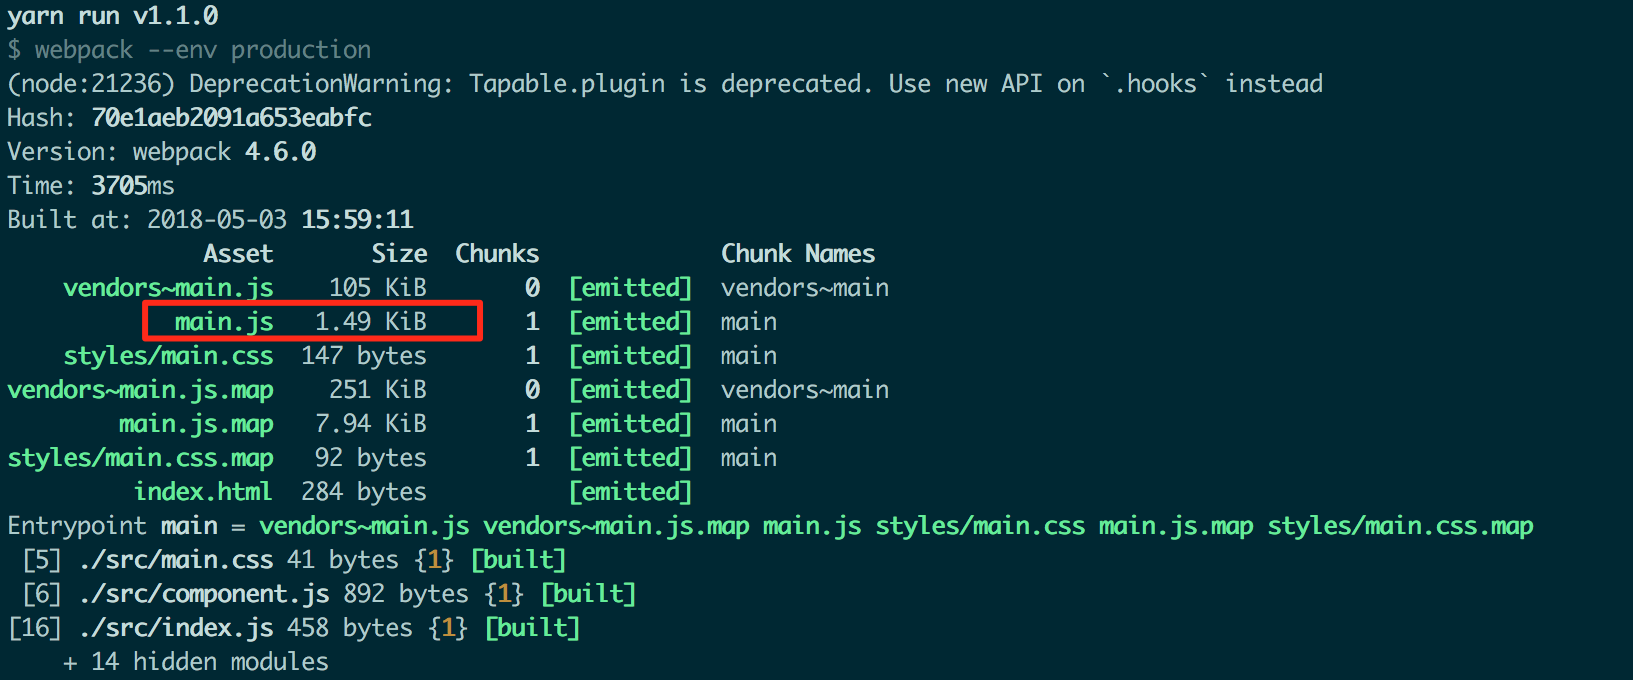 yarn run v1.1.0
$ webpack --env production
(node:21236) DeprecationWarning: Tapable.plugin is deprecated. Use new API on `.hooks` instead
Hash: 70e1aeb2091a653eabfc
Version: webpack 4.6.0
Time: 3705ms
Built at: 2018-05-03 15:59:11
Asset Size Chunks Chunk Names
vendors~main.js 105 KiB 0 [emitted] vendors~main
main.js 1.49 KiB 1 [emitted] main
styles/main.css 147 bytes 1 [emitted] main
vendors~main.js.map 251 KiB 0 [emitted] vendors~main
main.js.map 7.94 KiB 1 [emitted] main
styles/main.css.map 92 bytes 1 [emitted] main
index.html 284 bytes [emitted]
Entrypoint main = vendors~main.js vendors~main.js.map main.js styles/main.css main.js.map styles/main.css.map
[5] ./src/main.css 41 bytes {1} [built]
[6] ./src/component.js 892 bytes {1} [built]
[16] ./src/index.js 458 bytes {1} [built]
+ 14 hidden modules